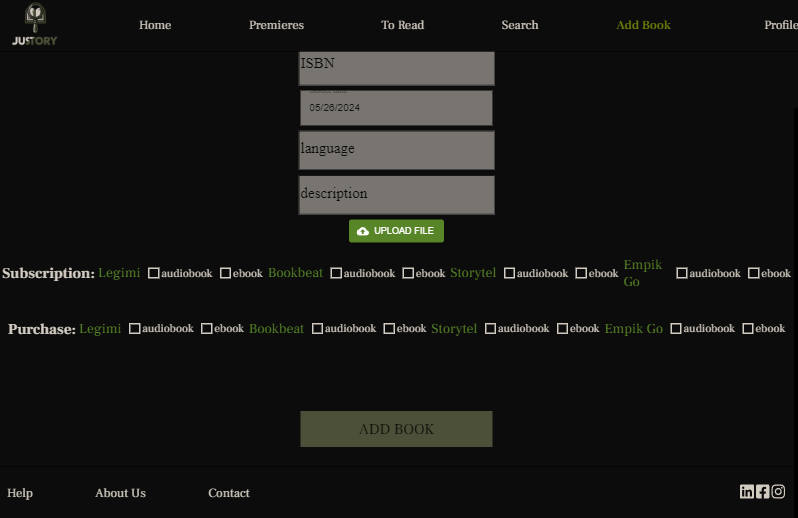 JUSTORY
Home Premieres To Read Search Add Book Profile
ISBN
05/26/2024
language
description
UPLOAD FILE
Subscription: Legimi audiobook ebook Bookbeat audiobook ebook Storytel audiobook ebook Empik Go audiobook ebook
Purchase: Legimi audiobook ebook Bookbeat audiobook ebook Storytel audiobook ebook Empik Go audiobook ebook
ADD BOOK
Help About Us Contact